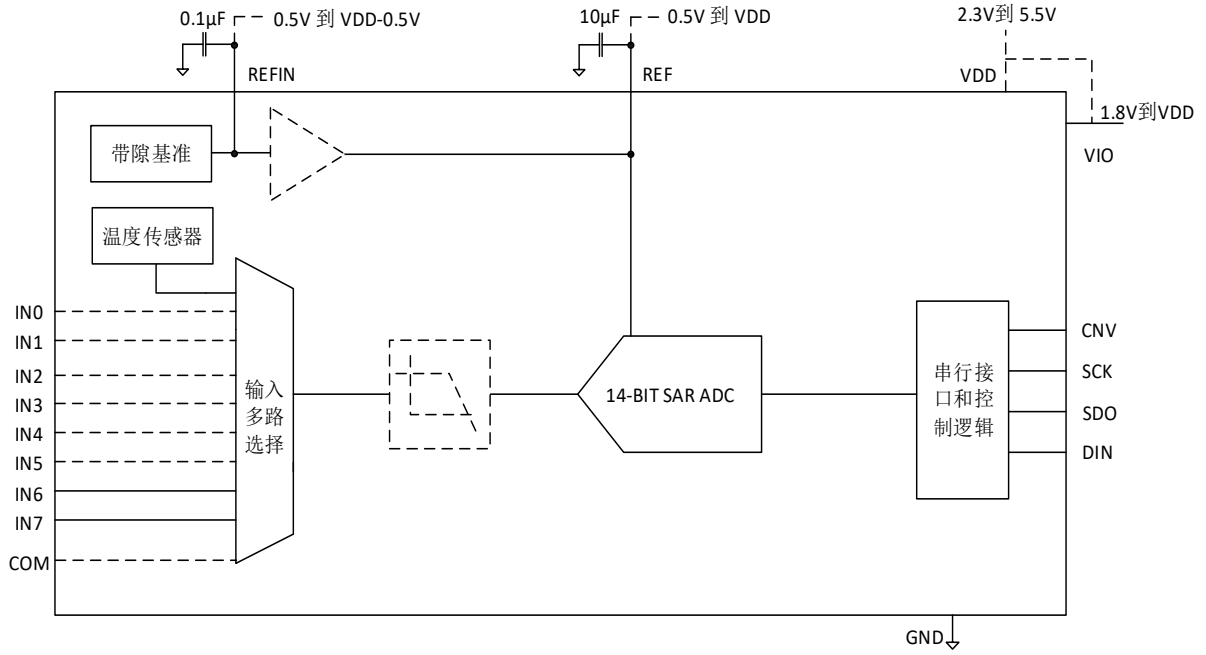 0.1µF
0.5V 到 VDD-0.5V
10µF
0.5V 到 VDD
2.3V到 5.5V
REFIN
REF
VDD
1.8V到VDD
VIO
带隙基准
温度传感器
IN0
IN1
IN2
IN3
IN4
IN5
IN6
IN7
COM
输入
多路
选择
14-BIT SAR ADC
串行接
口和控
制逻辑
CNV
SCK
SDO
DIN
GND